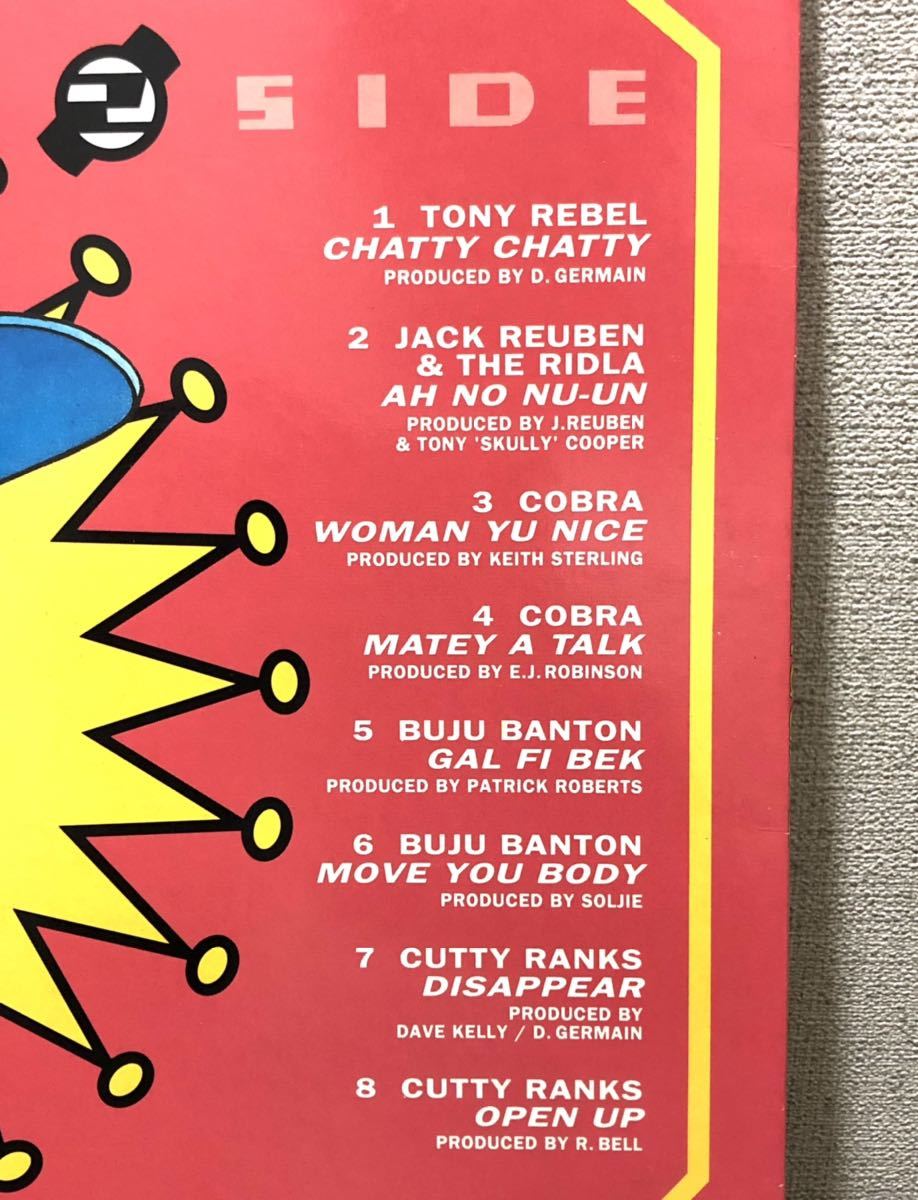 2 SIDE
1 TONY REBEL
CHATTY CHATTY
PRODUCED BY D. GERMAIN
2 JACK REUBEN
& THE RIDLA
AH NO NU-UN
PRODUCED BY J.REUBEN
& TONY 'SKULLY' COOPER
3 COBRA
WOMAN YU NICE
PRODUCED BY KEITH STERLING
4 COBRA
MATEY A TALK
PRODUCED BY E.J.ROBINSON
5 BUJU BANTON
GAL FI BEK
PRODUCED BY PATRICK ROBERTS
6 BUJU BANTON
MOVE YOU BODY
PRODUCED BY SOLJIE
7 CUTTY RANKS
DISAPPEAR
PRODUCED BY
DAVE KELLY / D. GERMAIN
8 CUTTY RANKS
OPEN UP
PRODUCED BY R. BELL